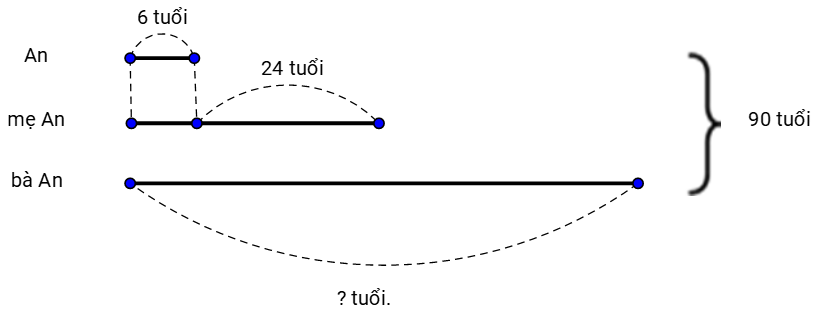 6 tuổi
An
24 tuổi
mẹ An
90 tuổi
bà An
? tuổi.